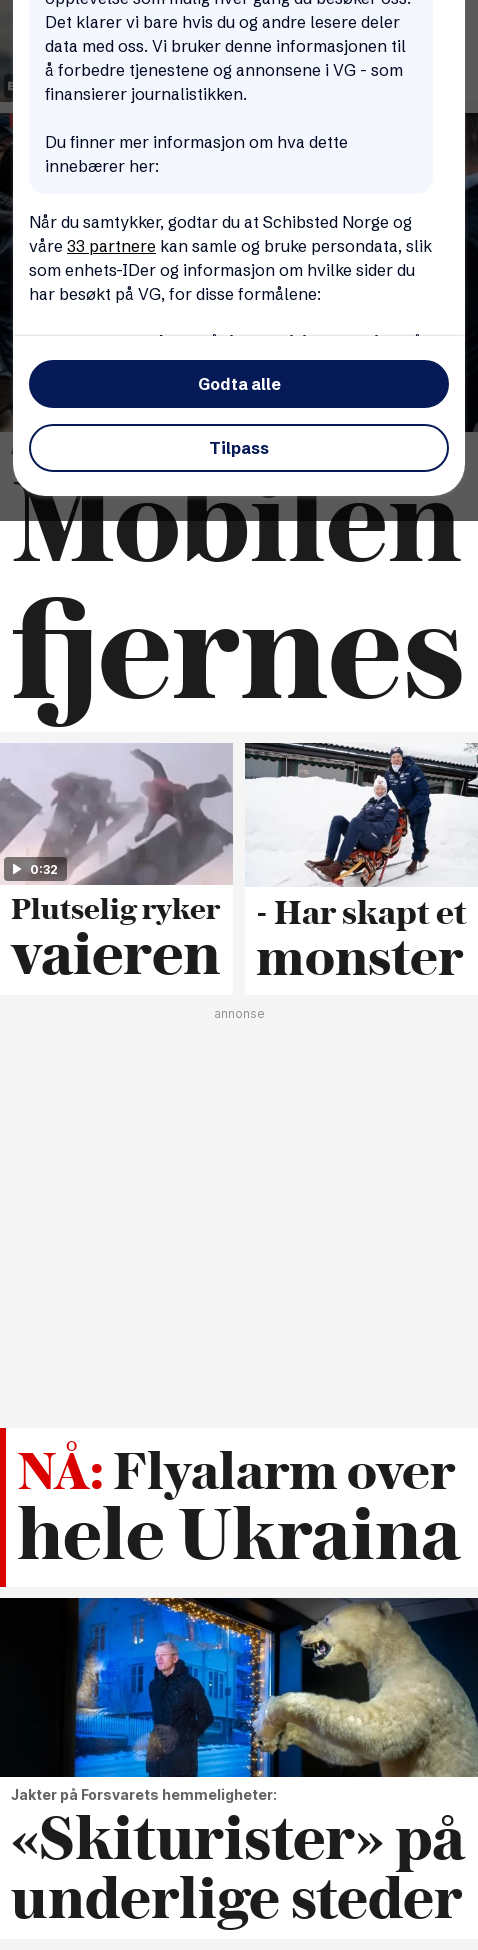 Det klarer vi bare hvis du og andre lesere deler
data med oss. Vi bruker denne informasjonen til
å forbedre tjenestene og annonsene i VG - som
finansierer journalistikken.
Du finner mer informasjon om hva dette
innebærer her:
Når du samtykker, godtar du at Schibsted Norge og
våre 33 partnere kan samle og bruke persondata, slik
som enhets-IDer og informasjon om hvilke sider du
har besøkt på VG, for disse formålene:
Godta alle
Tilpass
Mobilen
fjernes
0:32
Plutselig ryker
vaieren
- Har skapt et
monster
annonse
NÅ: Flyalarm over
hele Ukraina
Jakter på Forsvarets hemmeligheter:
«Skiturister» på
underlige steder